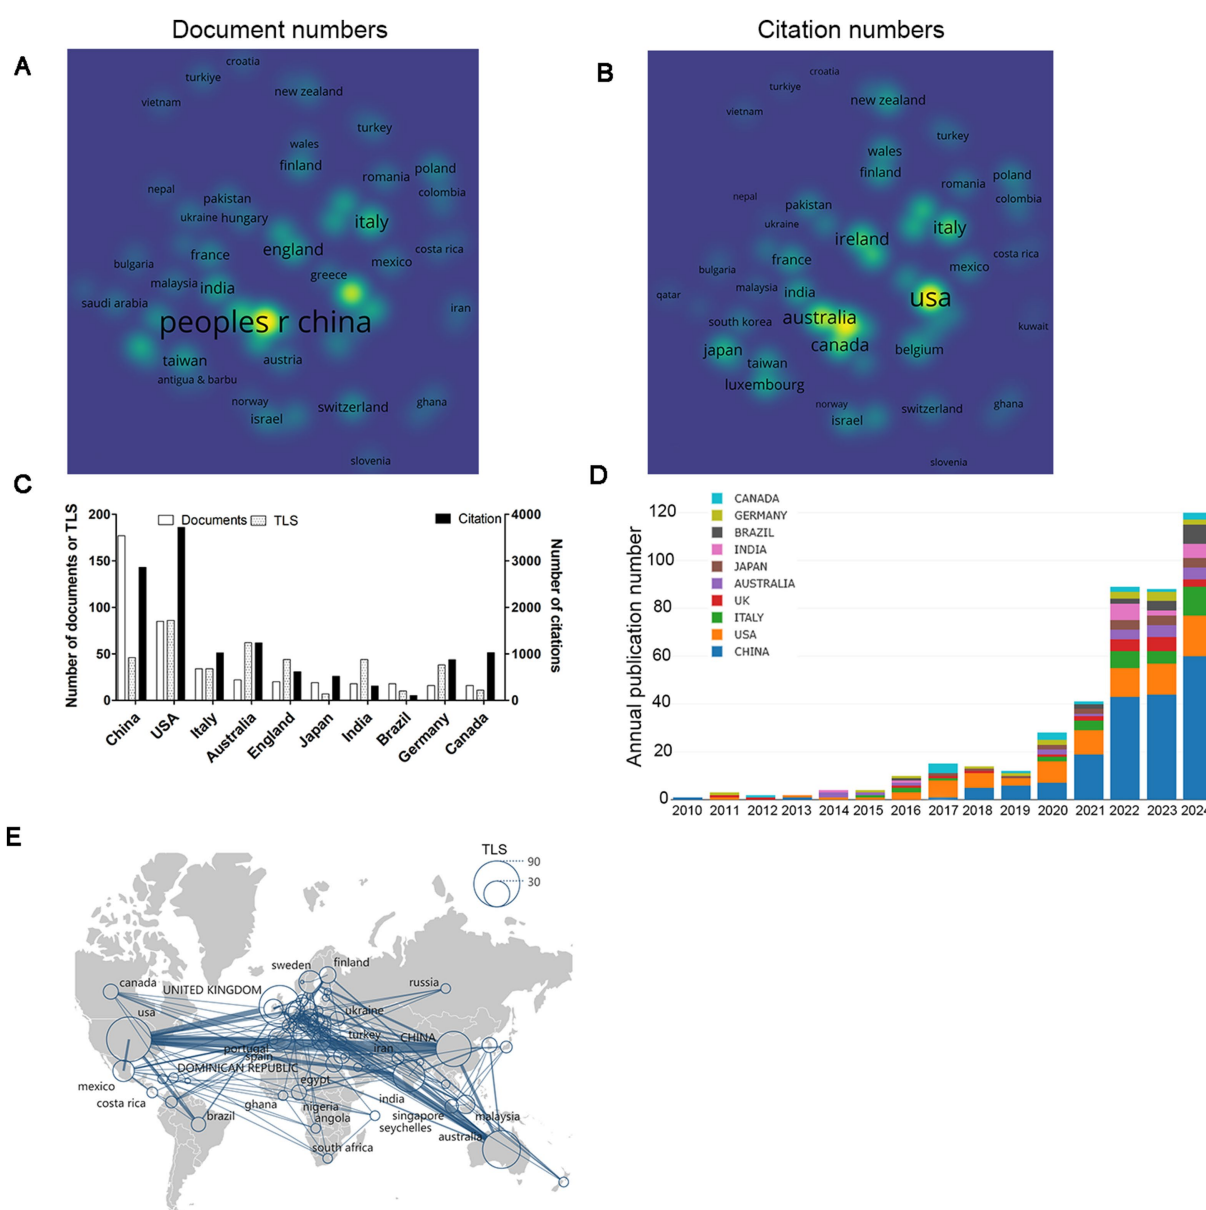 Document numbers
Citation numbers
A
croatia
turkiye
vietnam
new zealand
turkey
wales
finland
romania
poland
colombia
nepal
pakistan
ukraine hungary
italy
france
england
costa rica
bulgaria
greece
mexico
malaysia india
saudi arabia
iran
peoples r china
taiwan
austria
antigua & barbu
norway
switzerland
ghana
israel
slovenia
B
croatia
turkiye
vietnam
new zealand
turkey
wales
finland
romania
poland
colombia
nepal
pakistan
ukraine
ireland
italy
france
costa rica
bulgaria
mexico
malaysia
india
qatar
usa
south korea
australia
kuwait
japan
canada
belgium
taiwan
luxembourg
norway
switzerland
ghana
israel
slovenia
C
Number of documents or TLS
200
150
100
50
0
Documents
TLS
Citation
4000
3000
2000
1000
0
Number of citations
China
USA
Italy
Australia
England
Japan
India
Brazil
Germany
Canada
D
Annual publication number
120
100
80
60
40
20
0
CANADA
GERMANY
BRAZIL
INDIA
JAPAN
AUSTRALIA
UK
ITALY
USA
CHINA
2010 2011 2012 2013 2014 2015 2016 2017 2018 2019 2020 2021 2022 2023 2024
E
TLS
90
30
sweden
finland
canada
UNITED KINGDOM
russia
usa
ukraine
turkey
CHINA
portugal
spain
iran
DOMINICAN REPUBLIC
egypt
mexico
costa rica
india
ghana
nigeria
brazil
angola
singapore
malaysia
seychelles
australia
south africa